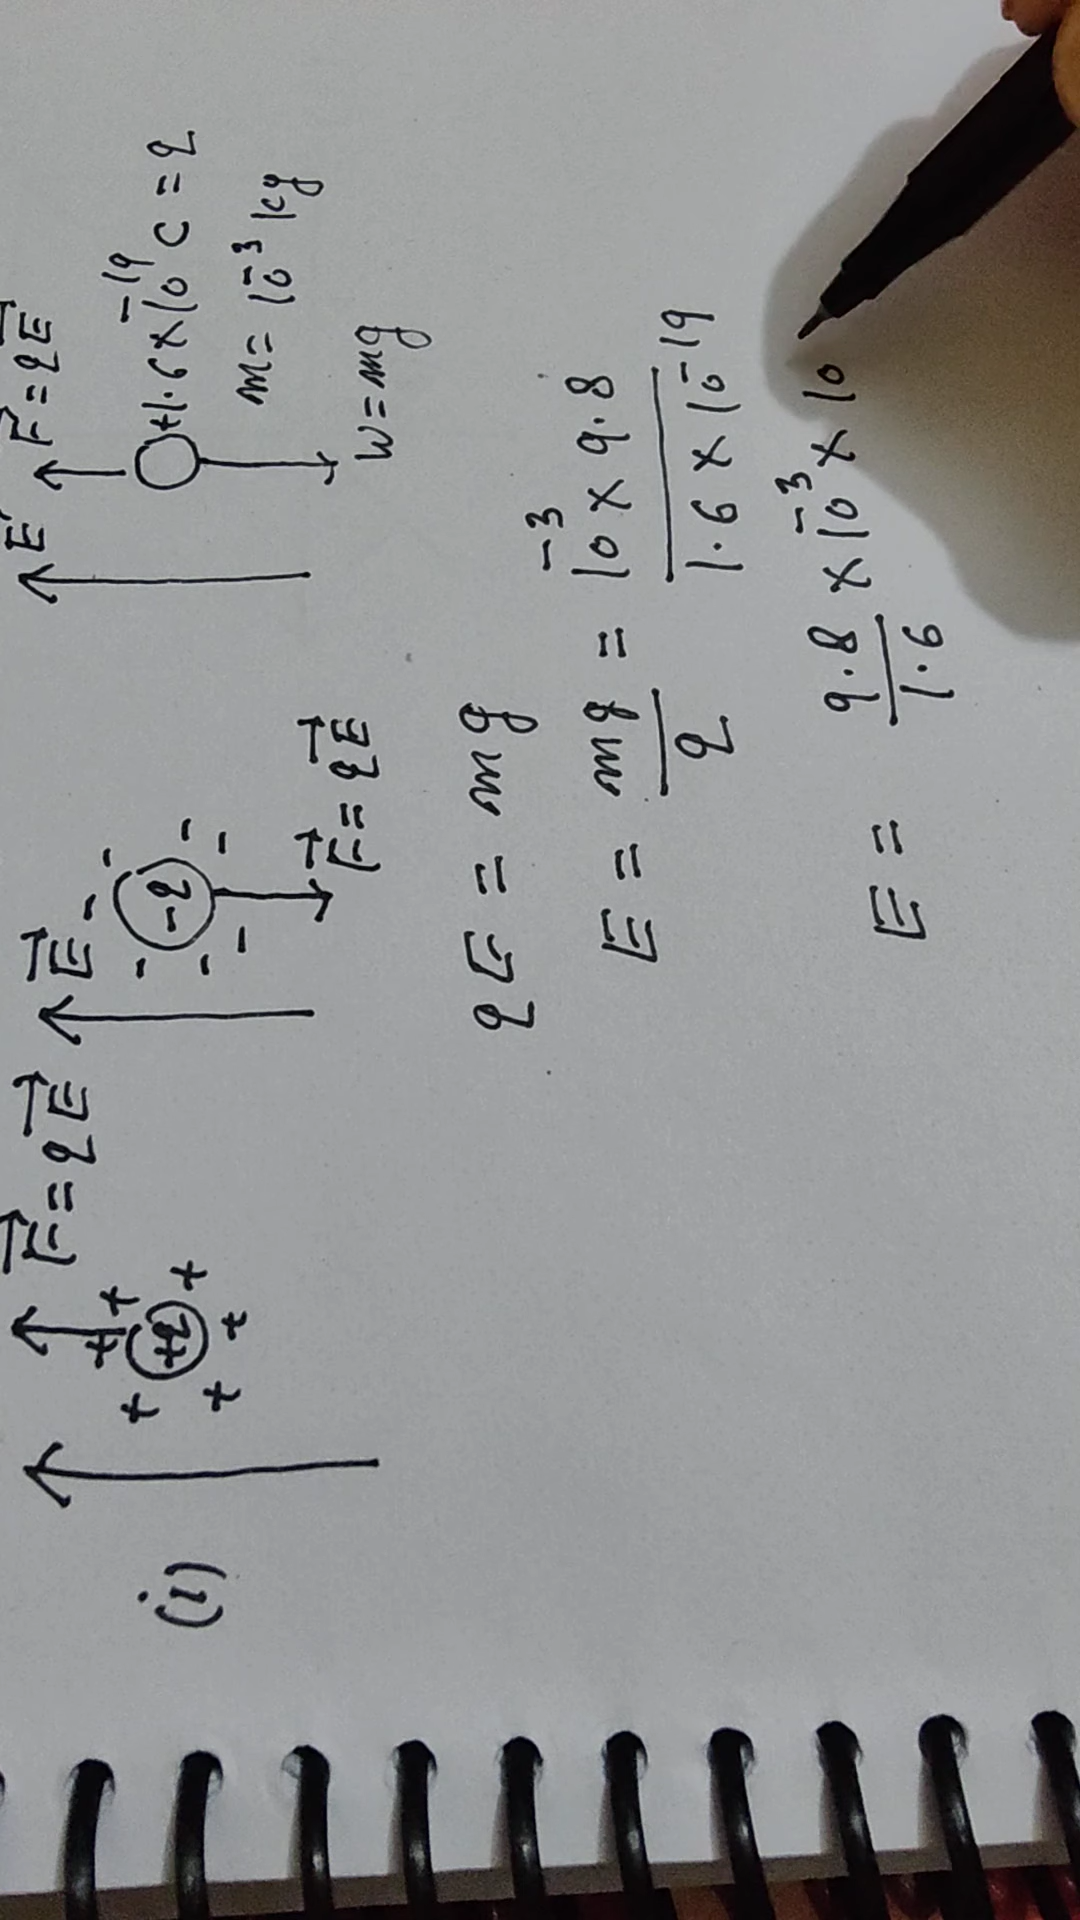 (i) F⃗ = qE⃗ E⃗ E⃗ F⃗ = qE⃗
+q + + + + + + -q - - - - - - - +1.6×10⁻¹⁹ C = q
m = 10⁻³ kg
F⃗ = qE⃗ W = mg
qE = mg
E = mg/q = 10⁻³ × 9.8 / 1.6 × 10⁻¹⁹
E = 9.8/1.6 × 10⁻³ × 10